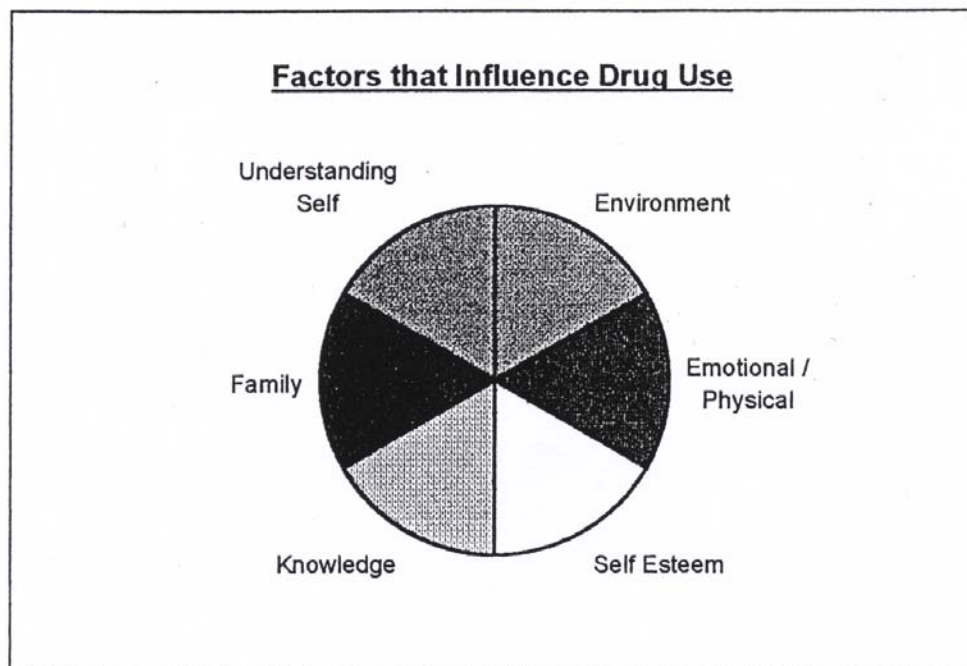 Factors that Influence Drug Use
Understanding
Self
Environment
Family
Emotional /
Physical
Knowledge
Self Esteem